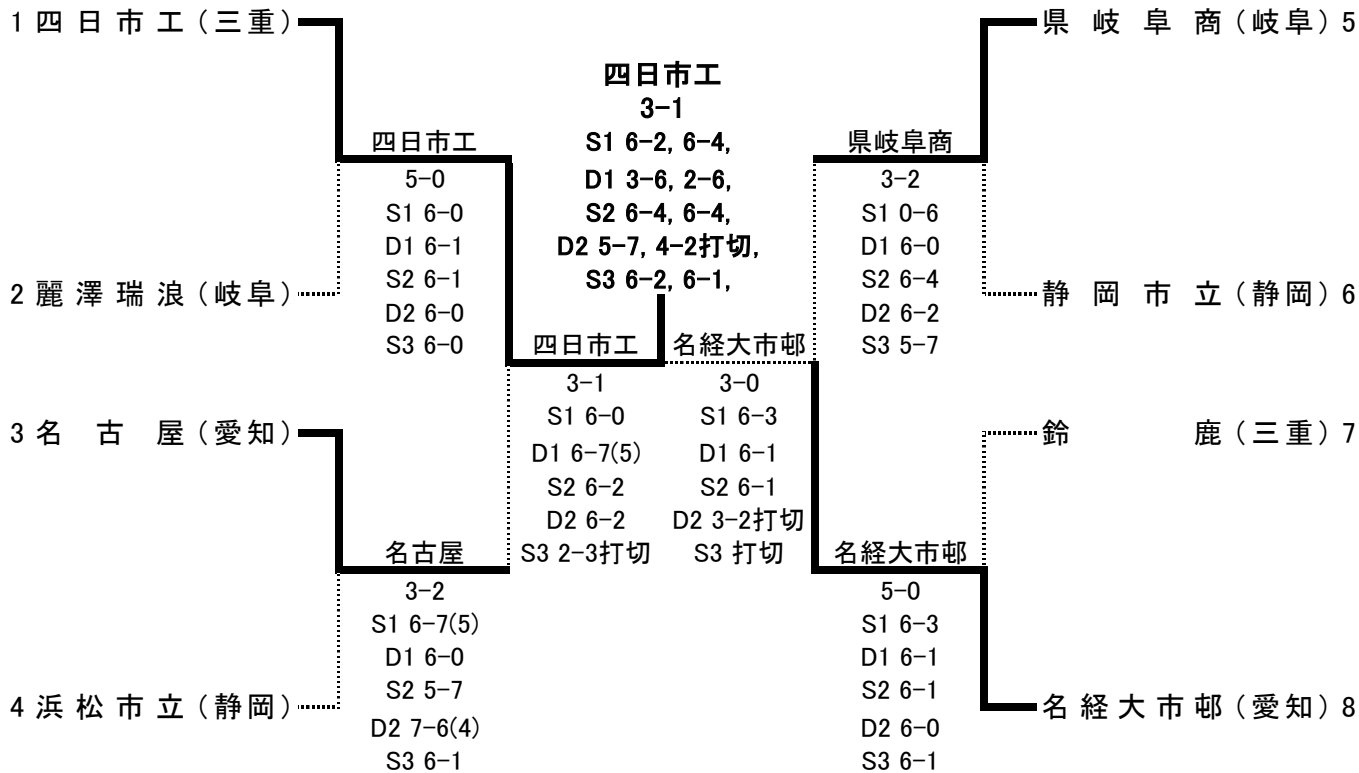 1 四日市工(三重)
県岐阜商(岐阜) 5
四日市工
3-1
S1 6-2, 6-4,
D1 3-6, 2-6,
S2 6-4, 6-4,
D2 5-7, 4-2打切,
S3 6-2, 6-1,
四日市工
5-0
S1 6-0
D1 6-1
S2 6-1
D2 6-0
S3 6-0
県岐阜商
3-2
S1 0-6
D1 6-0
S2 6-4
D2 6-2
S3 5-7
2 麗澤瑞浪(岐阜)
静岡市立(静岡) 6
四日市工
3-1
S1 6-0
D1 6-7(5)
S2 6-2
D2 6-2
S3 2-3打切
名経大市邨
3-0
S1 6-3
D1 6-1
S2 6-1
D2 3-2打切
S3 打切
3 名古屋(愛知)
鈴鹿(三重) 7
名古屋
3-2
S1 6-7(5)
D1 6-0
S2 5-7
D2 7-6(4)
S3 6-1
名経大市邨
5-0
S1 6-3
D1 6-1
S2 6-1
D2 6-0
S3 6-1
4 浜松市立(静岡)
名経大市邨(愛知) 8